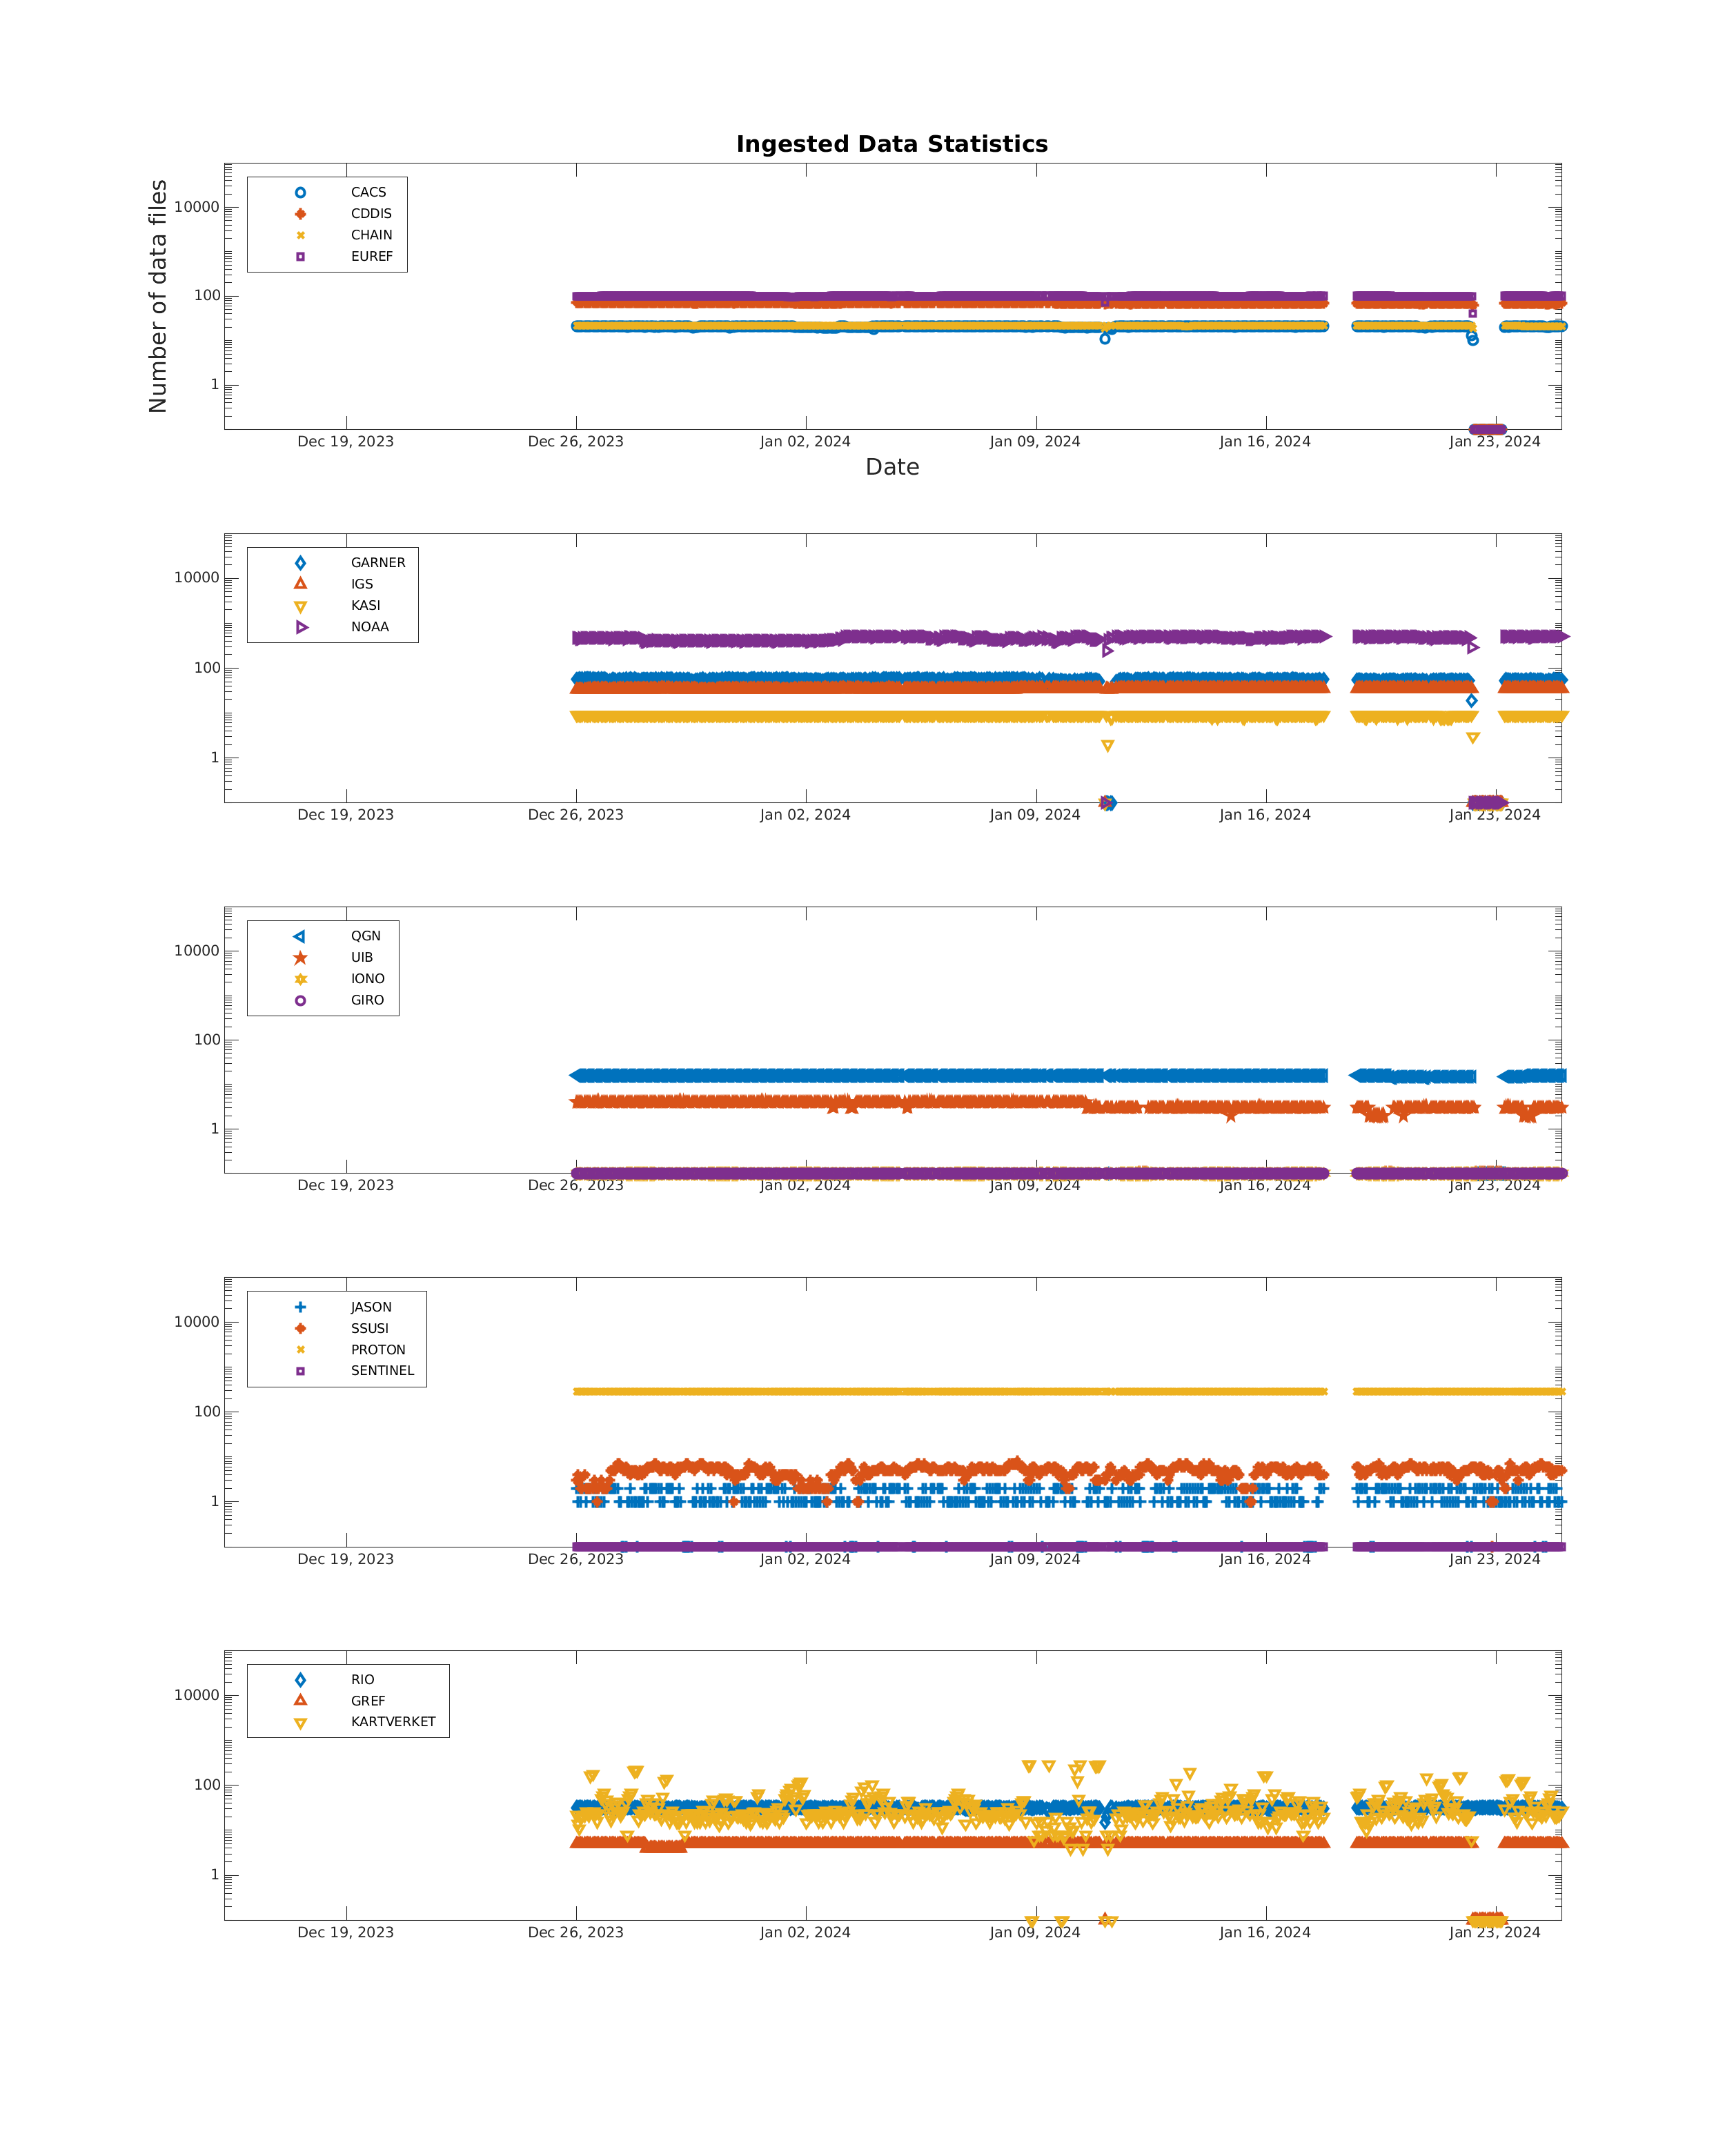 Ingested Data Statistics
Number of data files
10000
100
1
CACS
CDDIS
CHAIN
EUREF
Dec 19, 2023 Dec 26, 2023 Jan 02, 2024 Jan 09, 2024 Jan 16, 2024 Jan 23, 2024
Date
10000
100
1
GARNER
IGS
KASI
NOAA
Dec 19, 2023 Dec 26, 2023 Jan 02, 2024 Jan 09, 2024 Jan 16, 2024 Jan 23, 2024
10000
100
1
QGN
UIB
IONO
GIRO
Dec 19, 2023 Dec 26, 2023 Jan 02, 2024 Jan 09, 2024 Jan 16, 2024 Jan 23, 2024
10000
100
1
JASON
SSUSI
PROTON
SENTINEL
Dec 19, 2023 Dec 26, 2023 Jan 02, 2024 Jan 09, 2024 Jan 16, 2024 Jan 23, 2024
10000
100
1
RIO
GREF
KARTVERKET
Dec 19, 2023 Dec 26, 2023 Jan 02, 2024 Jan 09, 2024 Jan 16, 2024 Jan 23, 2024